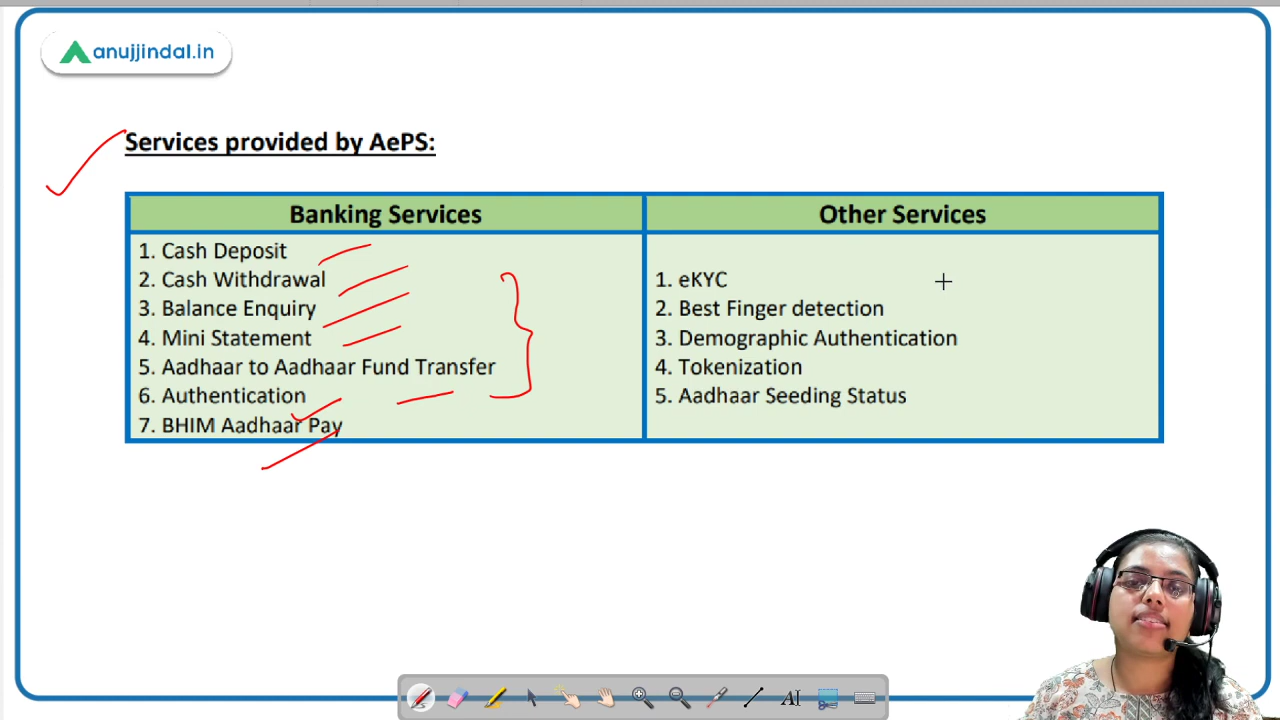 anujjindal.in
Services provided by AePS:
Banking Services
1. Cash Deposit
2. Cash Withdrawal
3. Balance Enquiry
4. Mini Statement
5. Aadhaar to Aadhaar Fund Transfer
6. Authentication
7. BHIM Aadhaar Pay
Other Services
1. eKYC
2. Best Finger detection
3. Demographic Authentication
4. Tokenization
5. Aadhaar Seeding Status
AI